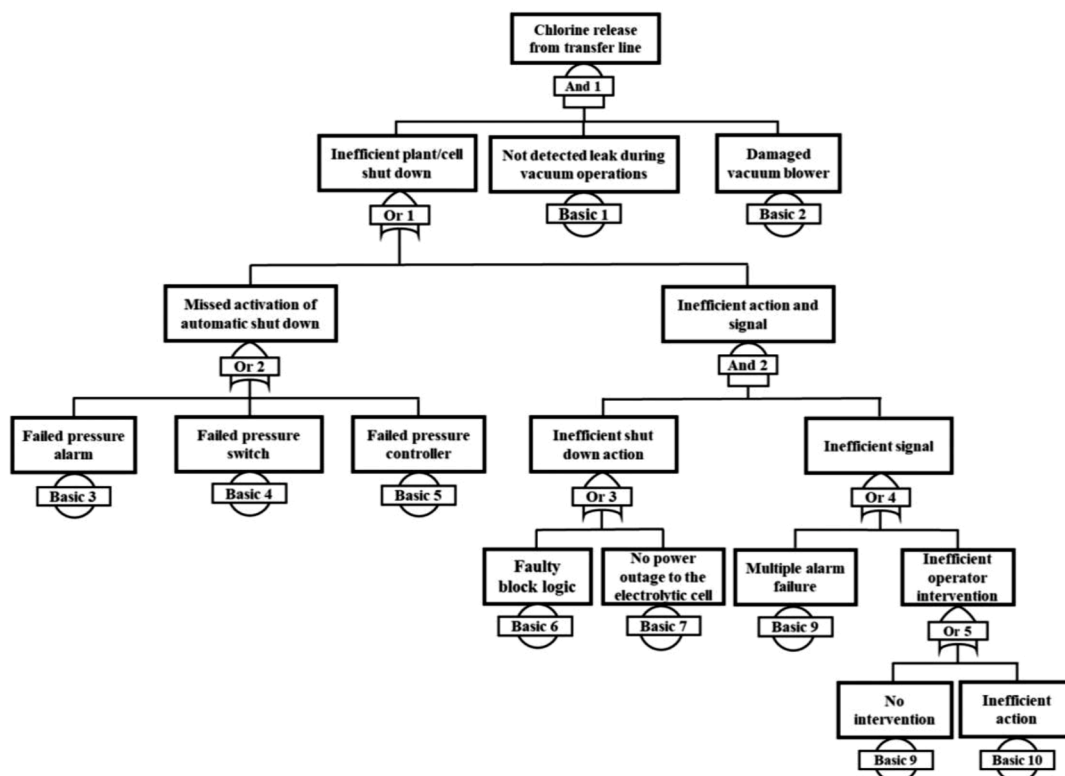 Chlorine release
from transfer line
And 1
Inefficient plant/cell
shut down
Not detected leak during
vacuum operations
Damaged
vacuum blower
Or 1
Basic 1
Basic 2
Missed activation of
automatic shut down
Inefficient action and
signal
Or 2
And 2
Failed pressure
alarm
Failed pressure
switch
Failed pressure
controller
Inefficient shut
down action
Inefficient signal
Basic 3
Basic 4
Basic 5
Or 3
Or 4
Faulty
block logic
No power
outage to the
electrolytic cell
Multiple alarm
failure
Inefficient
operator
intervention
Basic 6
Basic 7
Basic 9
Or 5
No
intervention
Inefficient
action
Basic 9
Basic 10